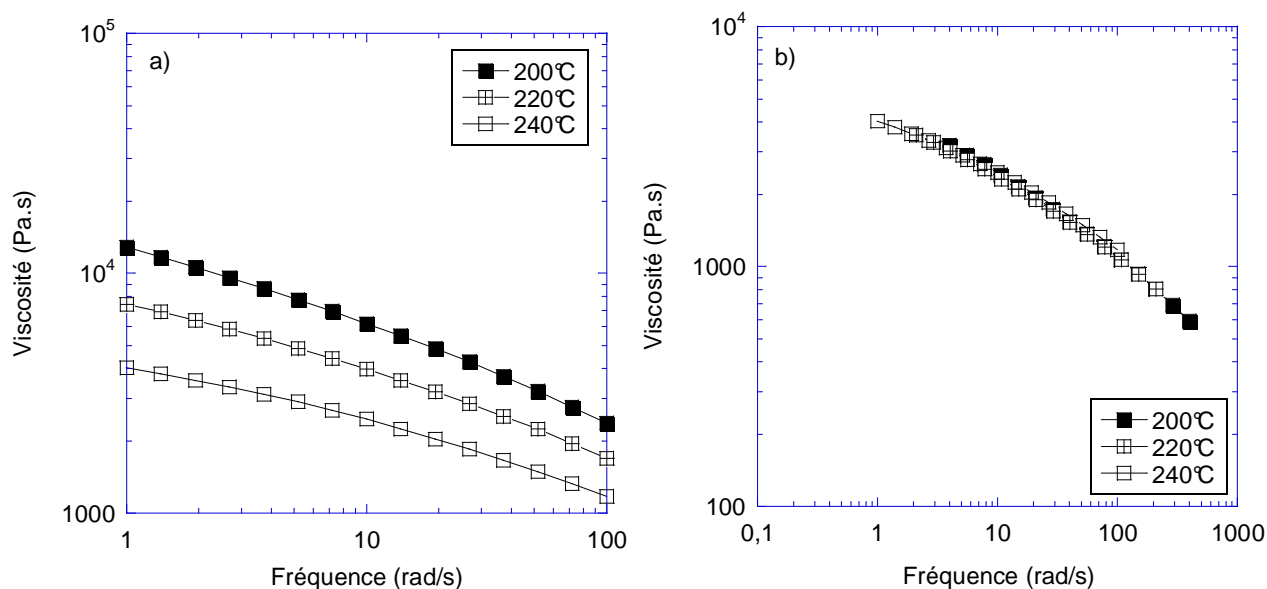 a)
10^5
10^4
1000
Viscosité (Pa.s)
200°C
220°C
240°C
1
10
100
Fréquence (rad/s)
b)
10^4
1000
100
Viscosité (Pa.s)
200°C
220°C
240°C
0,1
1
10
100
1000
Fréquence (rad/s)